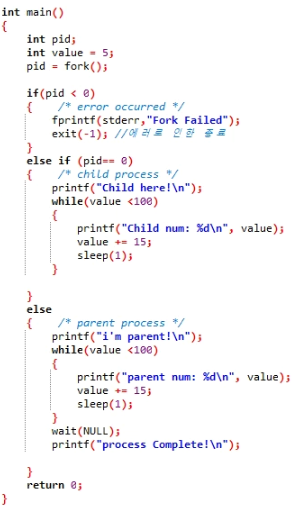 int main()
{
    int pid;
    int value = 5;
    pid = fork();

    if(pid < 0)
    {    /* error occurred */
        fprintf(stderr,"Fork Failed");
        exit(-1); //에러로 인한 종료
    }
    else if (pid== 0)
    {    /* child process */
        printf("Child here!\n");
        while(value <100)
        {
            printf("Child num: %d\n", value);
            value += 15;
            sleep(1);
        }

    }
    else
    {    /* parent process */
        printf("i'm parent!\n");
        while(value <100)
        {
            printf("parent num: %d\n", value);
            value += 15;
            sleep(1);
        }
        wait(NULL);
        printf("process Complete!\n");

    }
    return 0;
}